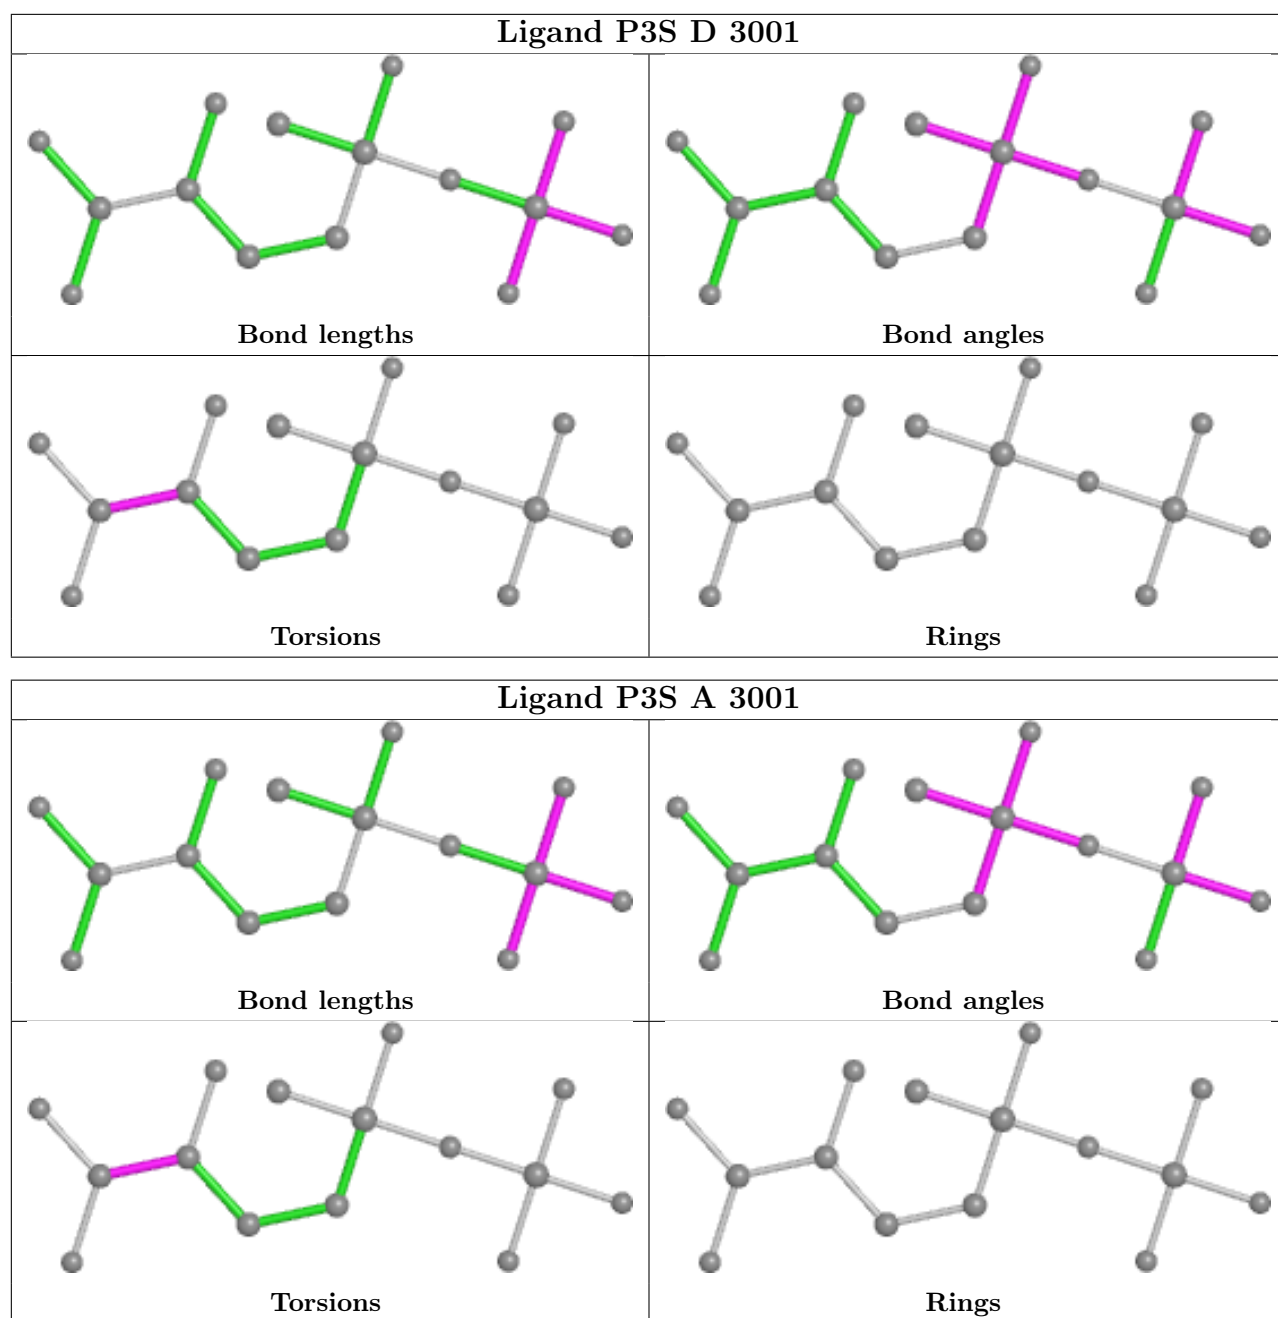 Ligand P3S D 3001
Bond lengths
Bond angles
Torsions
Rings
Ligand P3S A 3001
Bond lengths
Bond angles
Torsions
Rings